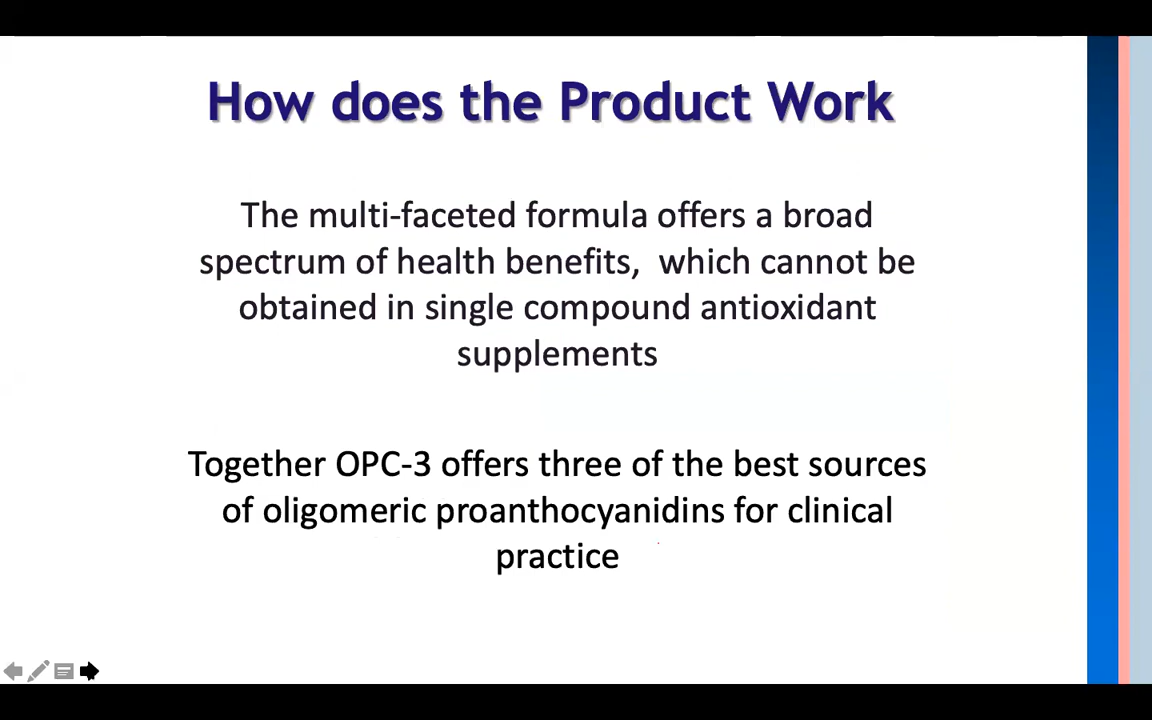 How does the Product Work
The multi-faceted formula offers a broad
spectrum of health benefits,  which cannot be
obtained in single compound antioxidant
supplements
Together OPC-3 offers three of the best sources
of oligomeric proanthocyanidins for clinical
practice